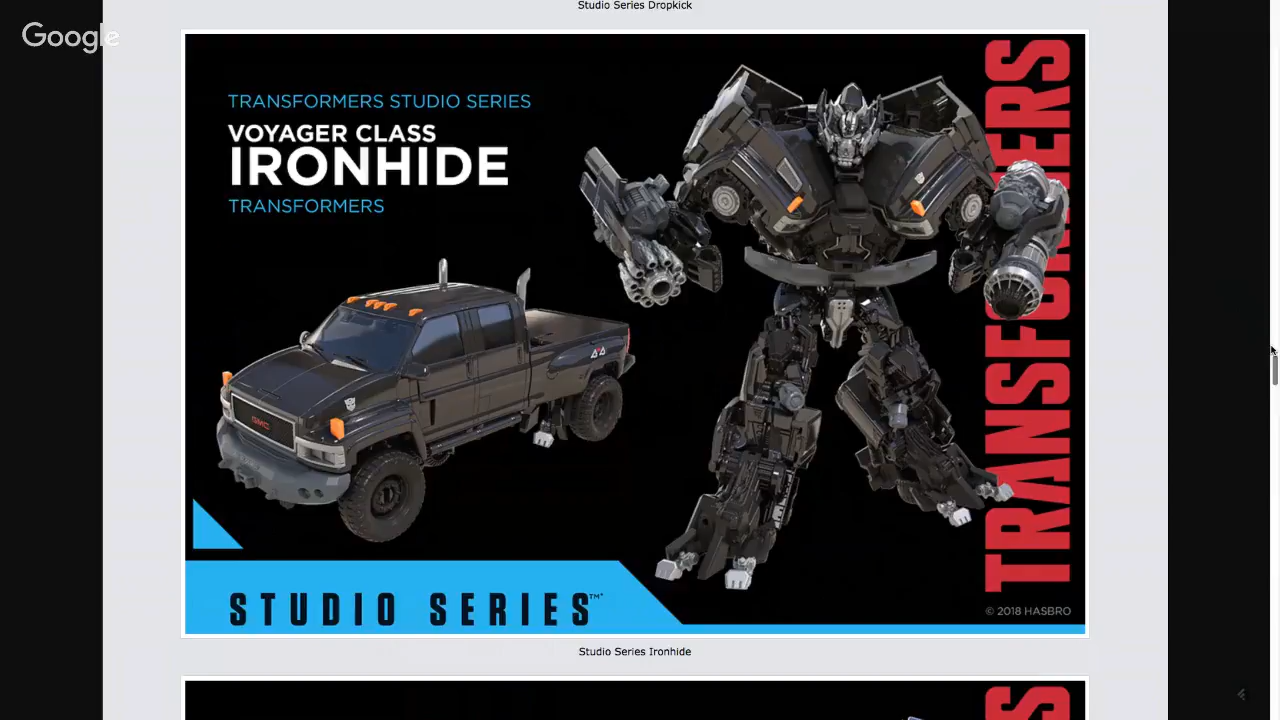 Studio Series Dropkick
Google
TRANSFORMERS STUDIO SERIES
VOYAGER CLASS
IRONHIDE
TRANSFORMERS
GMC
TRANSFORMERS
STUDIO SERIES™
© 2018 HASBRO
Studio Series Ironhide